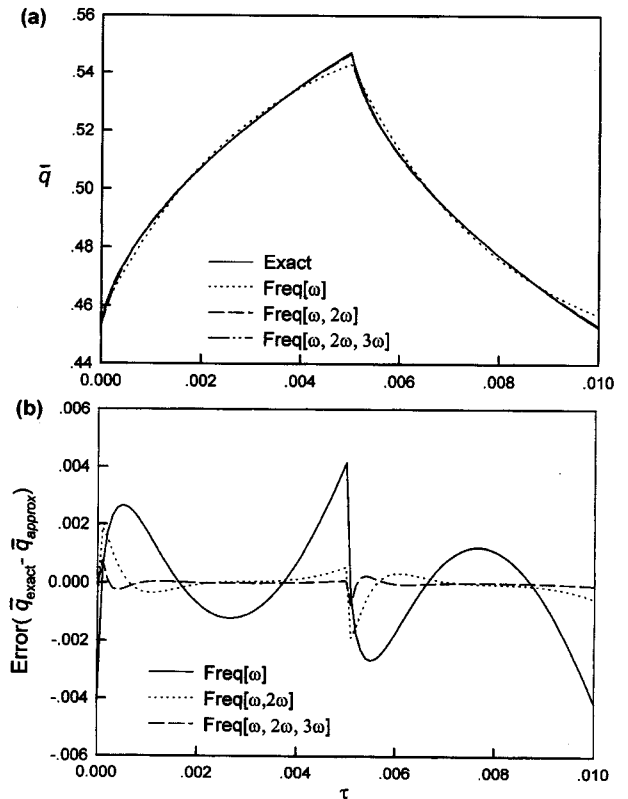 (a)
.56
.54
.52
.50
.48
.46
.44
q̄
Exact
Freq[ω]
Freq[ω, 2ω]
Freq[ω, 2ω, 3ω]
0.000
.002
.004
.006
.008
.010
(b)
.006
.004
.002
0.000
-.002
-.004
-.006
Error( q̄exact- q̄approx)
Freq[ω]
Freq[ω,2ω]
Freq[ω, 2ω, 3ω]
0.000
.002
.004
.006
.008
.010
τ